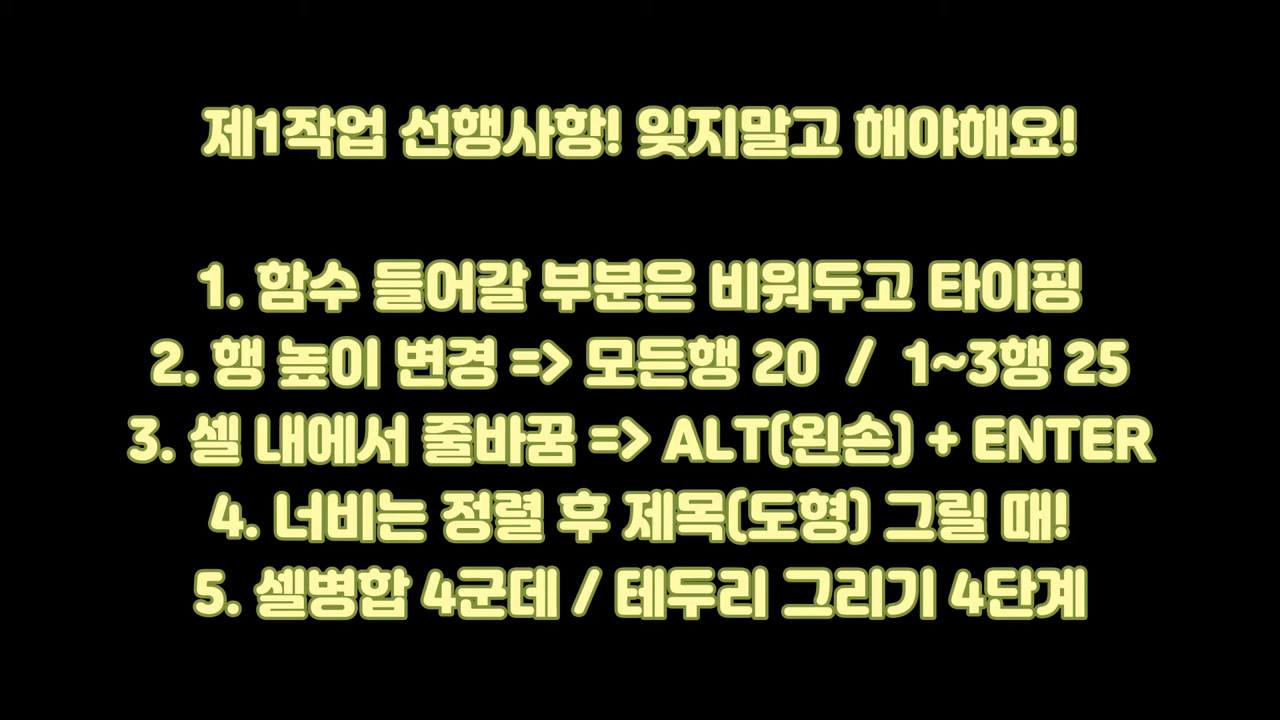 제1작업 선행사항! 잊지말고 해야해요!
1. 함수 들어갈 부분은 비워두고 타이핑
2. 행 높이 변경 => 모든행 20 / 1~3행 25
3. 셀 내에서 줄바꿈 => ALT(왼손) + ENTER
4. 너비는 정렬 후 제목(도형) 그릴 때!
5. 셀병합 4군데 / 테두리 그리기 4단계